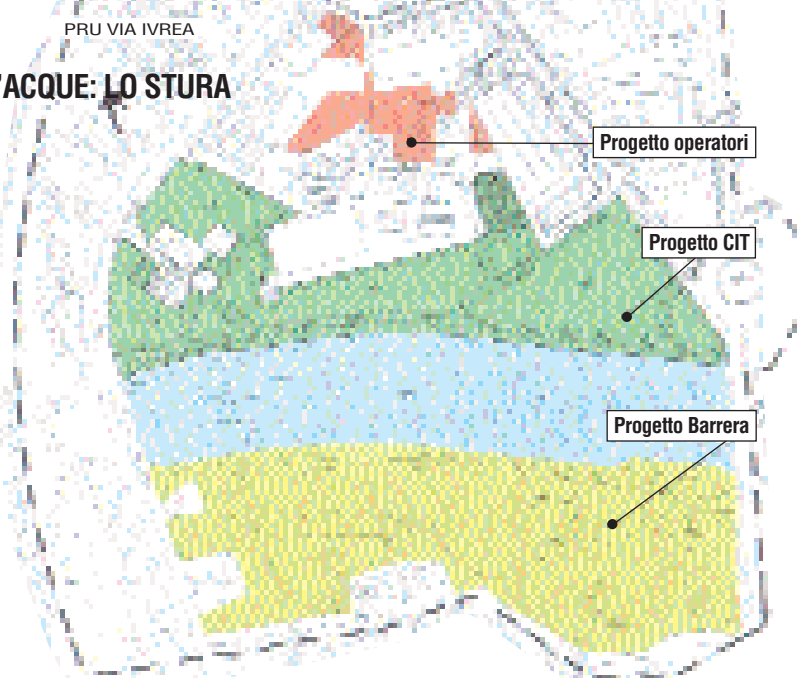 PRU VIA IVREA
'ACQUE: LO STURA
Progetto operatori
Progetto CIT
Progetto Barrera